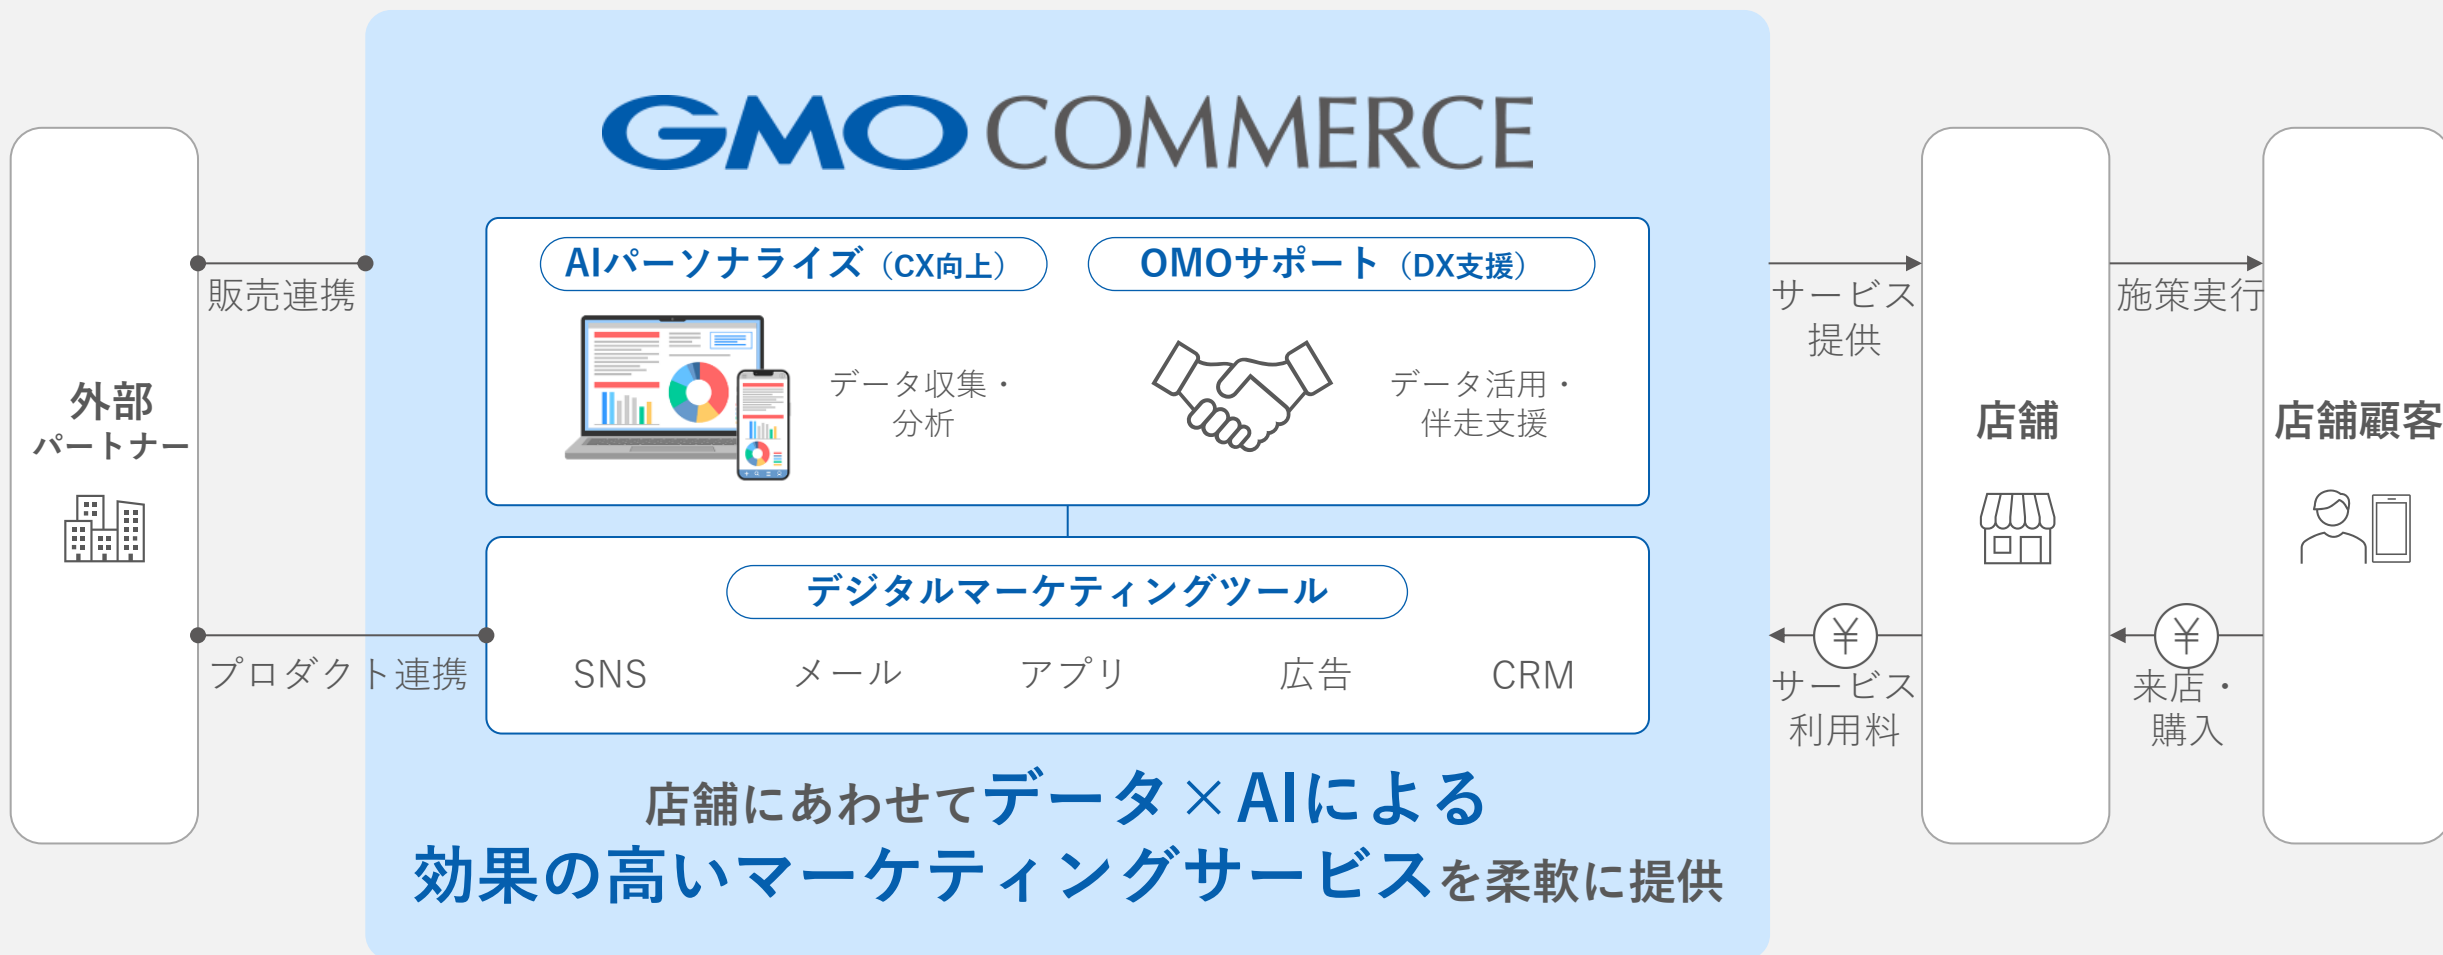 GMO COMMERCE
外部
パートナー
販売連携
プロダクト連携
AIパーソナライズ（CX向上）
データ収集・
分析
OMOサポート（DX支援）
データ活用・
伴走支援
デジタルマーケティングツール
SNS
メール
アプリ
広告
CRM
店舗にあわせてデータ×AIによる
効果の高いマーケティングサービスを柔軟に提供
サービス
提供
¥
サービス
利用料
店舗
施策実行
¥
来店・
購入
店舗顧客